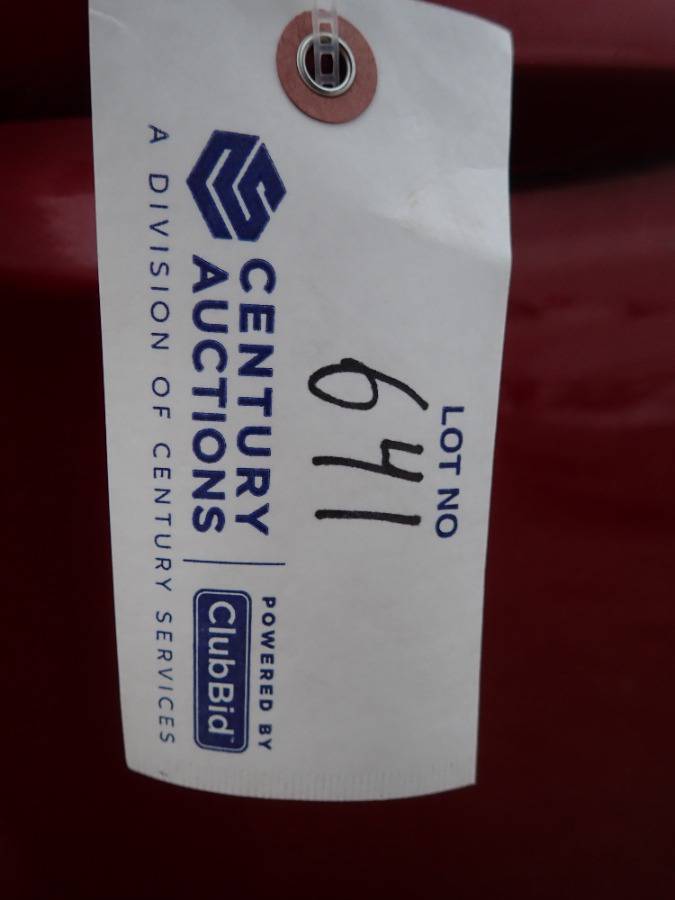 LOT NO
641
CENTURY
AUCTIONS
POWERED BY
ClubBid
A DIVISION OF CENTURY SERVICES